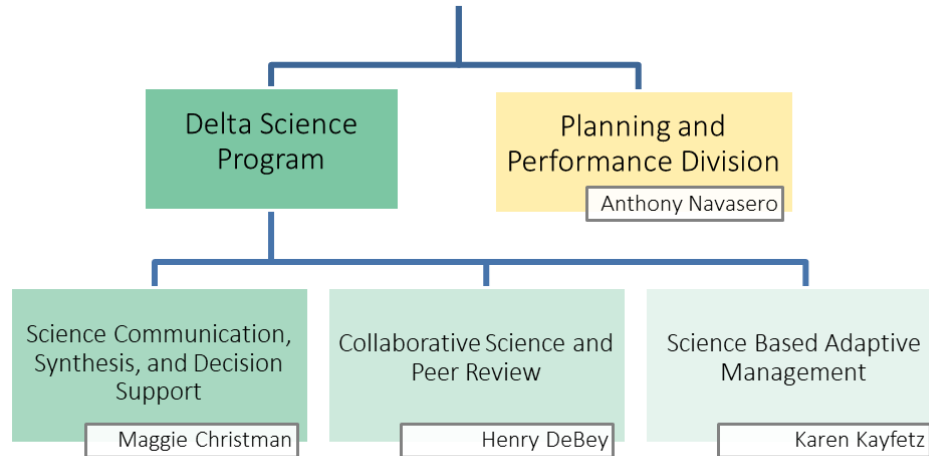 Delta Science
Program
Planning and
Performance Division
Anthony Navasero
Science Communication,
Synthesis, and Decision
Support
Maggie Christman
Collaborative Science and
Peer Review
Henry DeBey
Science Based Adaptive
Management
Karen Kayfetz